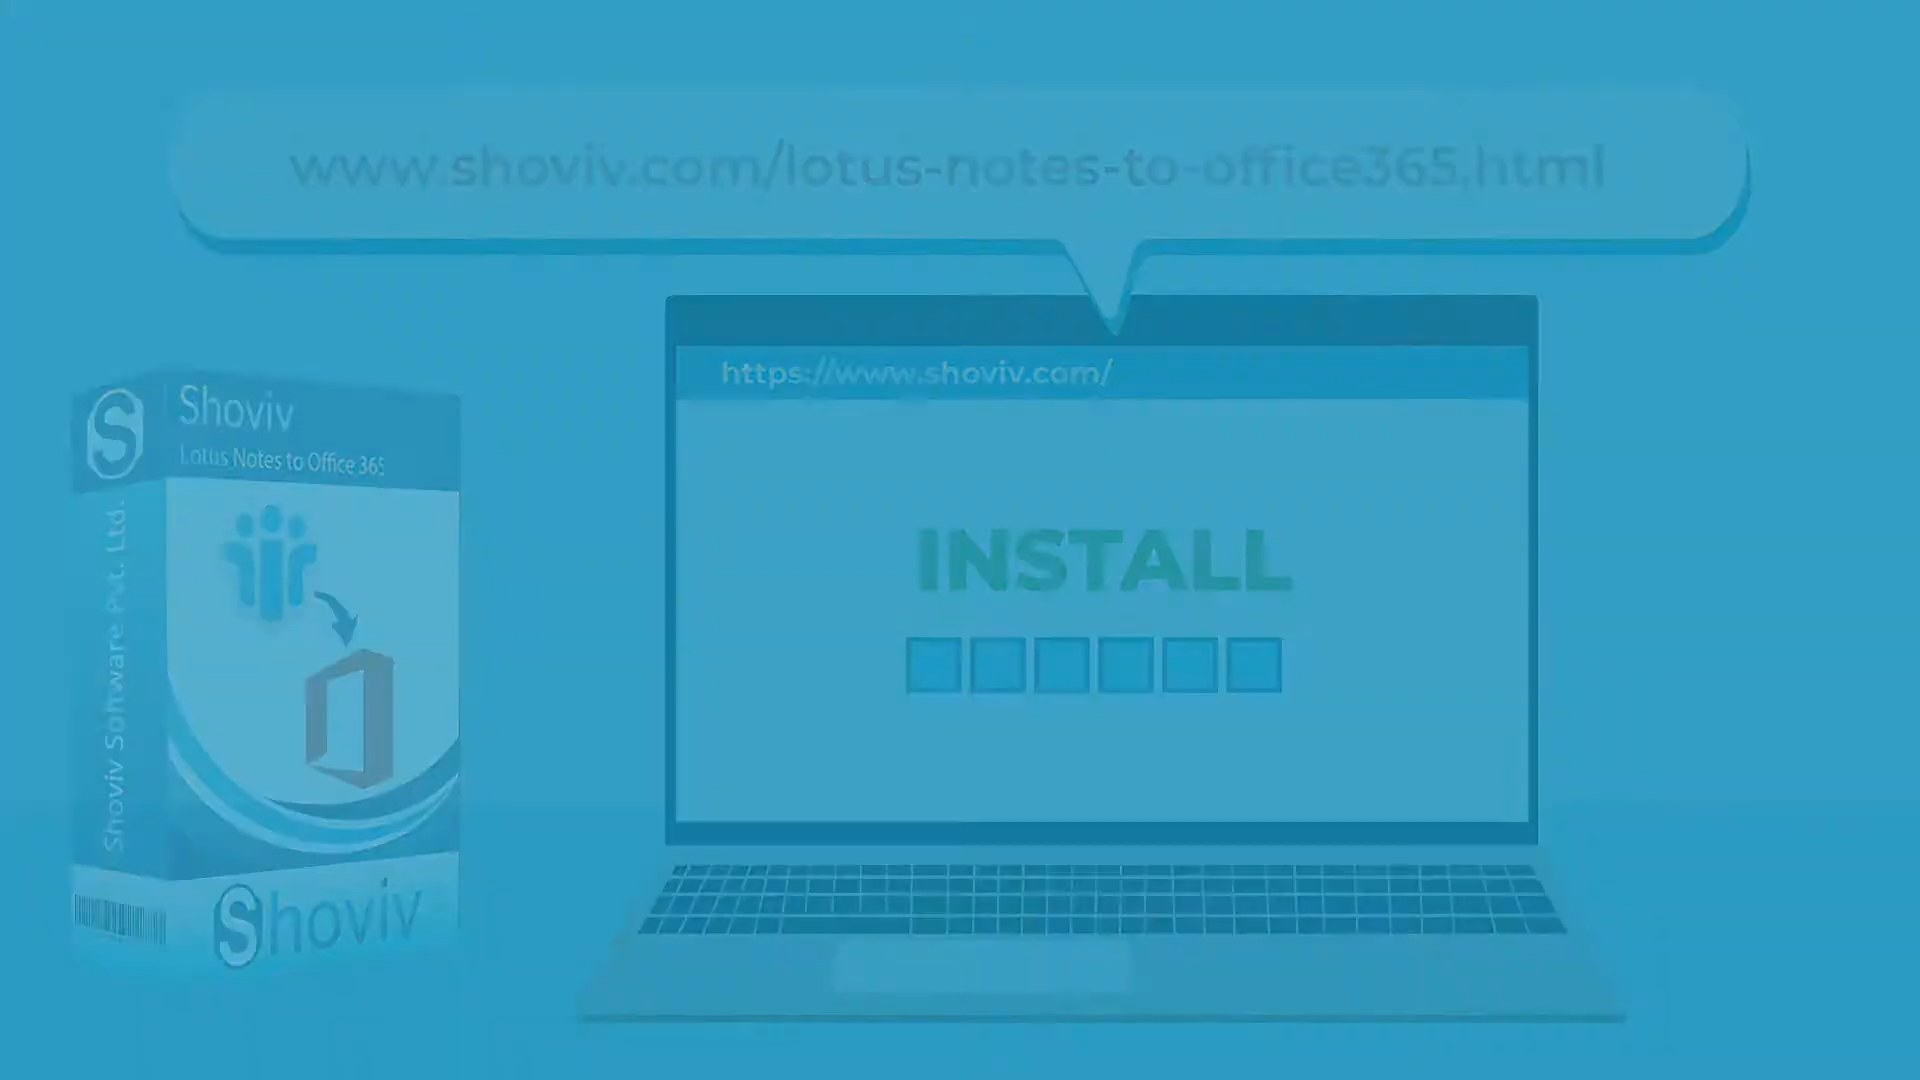 www.shoviv.com/lotus-notes-to-office365.html
https://www.shoviv.com/
INSTALL
Shoviv
Lotus Notes to Office 365
Shoviv Software Pvt. Ltd.
Shoviv